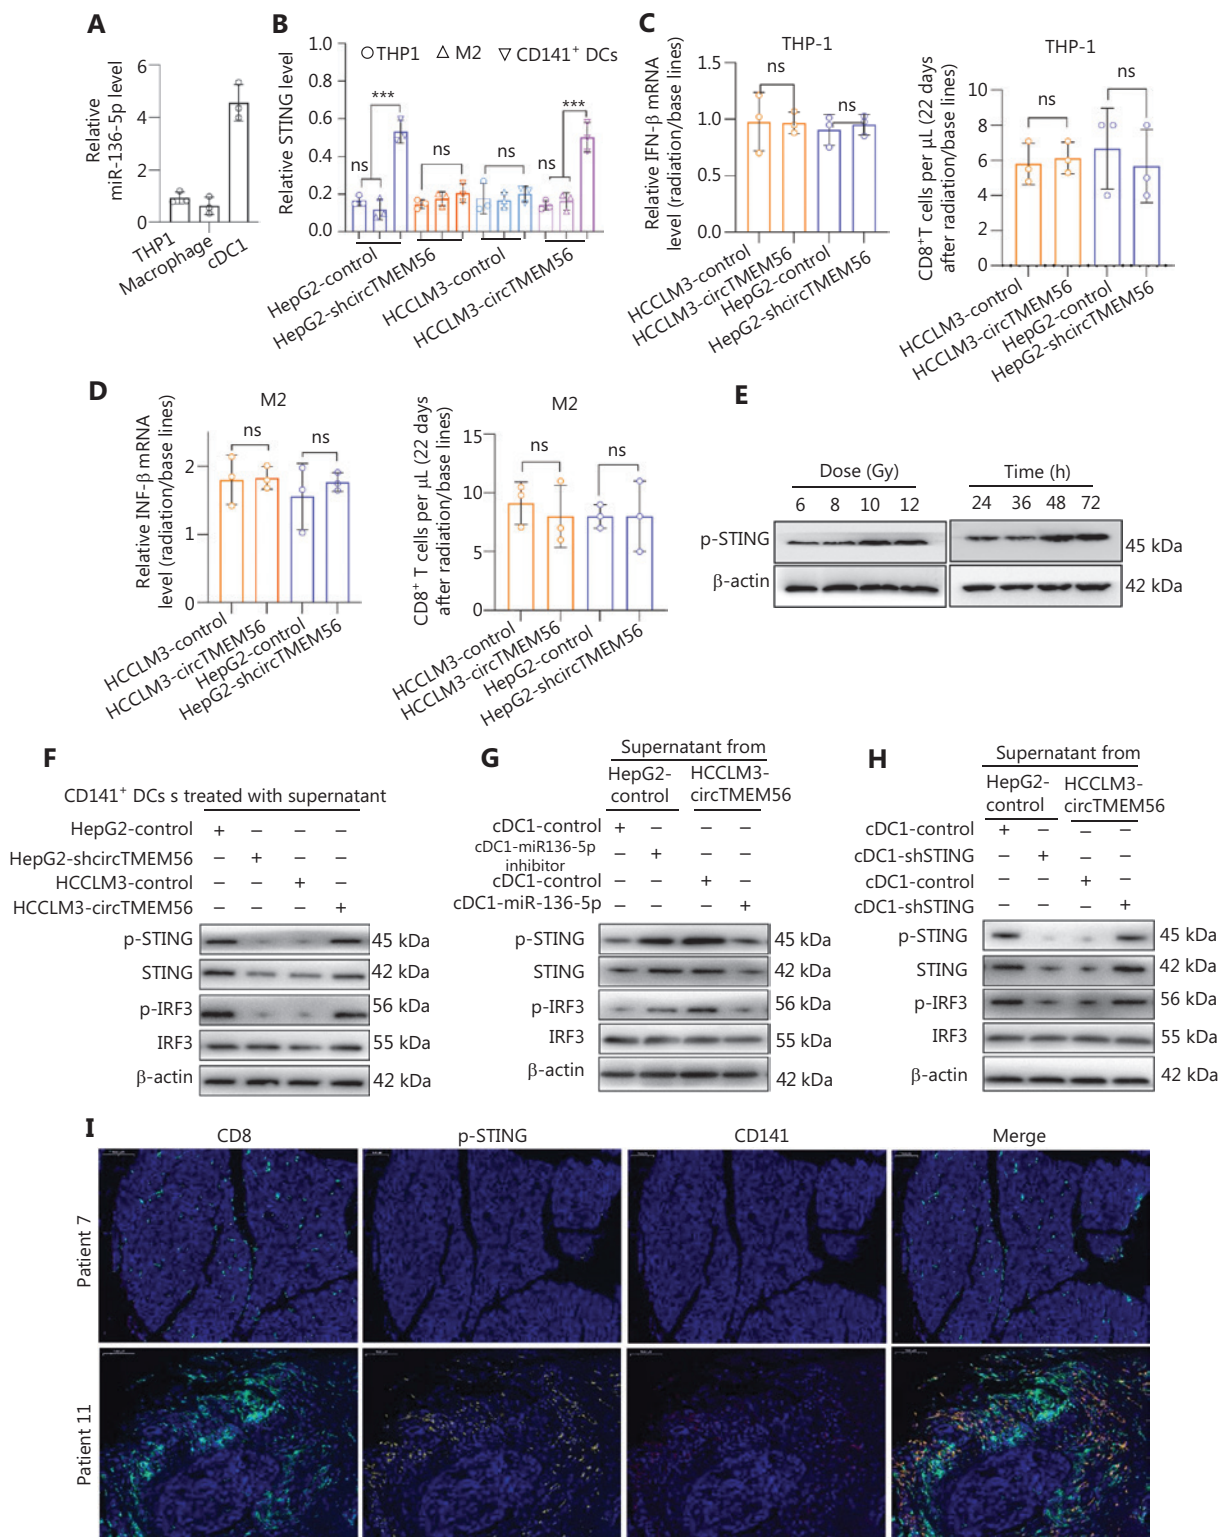 A
Relative
miR-136-5p level
6
4
2
0
THP1
Macrophage
cDC1
B
Relative STING level
1.0
0.8
0.6
0.4
0.2
0
THP1 M2 CD141+ DCs
ns
***
ns
ns
ns
***
HepG2-control
HepG2-shcircTMEM56
HCCLM3-control
HCCLM3-circTMEM56
C
THP-1
Relative IFN-β mRNA
level (radiation/base lines)
1.5
1.0
0.5
0.0
ns
ns
HCCLM3-control
HCCLM3-circTMEM56
HepG2-control
HepG2-shcircTMEM56
THP-1
CD8+T cells per μL (22 days
after radiation/base lines)
10
8
6
4
2
0
ns
ns
HCCLM3-control
HCCLM3-circTMEM56
HepG2-control
HepG2-shcircTMEM56
D
M2
Relative INF-β mRNA
level (radiation/base lines)
2
1
0
ns
ns
HCCLM3-control
HCCLM3-circTMEM56
HepG2-control
HepG2-shcircTMEM56
M2
CD8+ T cells per μL (22 days
after radiation/base lines)
15
10
5
0
ns
ns
HCCLM3-control
HCCLM3-circTMEM56
HepG2-control
HepG2-shcircTMEM56
E
Dose (Gy) Time (h)
6 8 10 12 24 36 48 72
p-STING 45 kDa
β-actin 42 kDa
F
CD141+ DCs s treated with supernatant
HepG2-control + − − −
HepG2-shcircTMEM56 − + − −
HCCLM3-control − − + −
HCCLM3-circTMEM56 − − − +
p-STING 45 kDa
STING 42 kDa
p-IRF3 56 kDa
IRF3 55 kDa
β-actin 42 kDa
G
Supernatant from
HepG2-
control
HCCLM3-
circTMEM56
cDC1-control + − − −
cDC1-miR136-5p
inhibitor − + − −
cDC1-control − − + −
cDC1-miR-136-5p − − − +
p-STING 45 kDa
STING 42 kDa
p-IRF3 56 kDa
IRF3 55 kDa
β-actin 42 kDa
H
Supernatant from
HepG2-
control
HCCLM3-
circTMEM56
cDC1-control + − − −
cDC1-shSTING − + − −
cDC1-control − − + −
cDC1-shSTING − − − +
p-STING 45 kDa
STING 42 kDa
p-IRF3 56 kDa
IRF3 55 kDa
β-actin 42 kDa
I
CD8 p-STING CD141 Merge
Patient 7
Patient 11